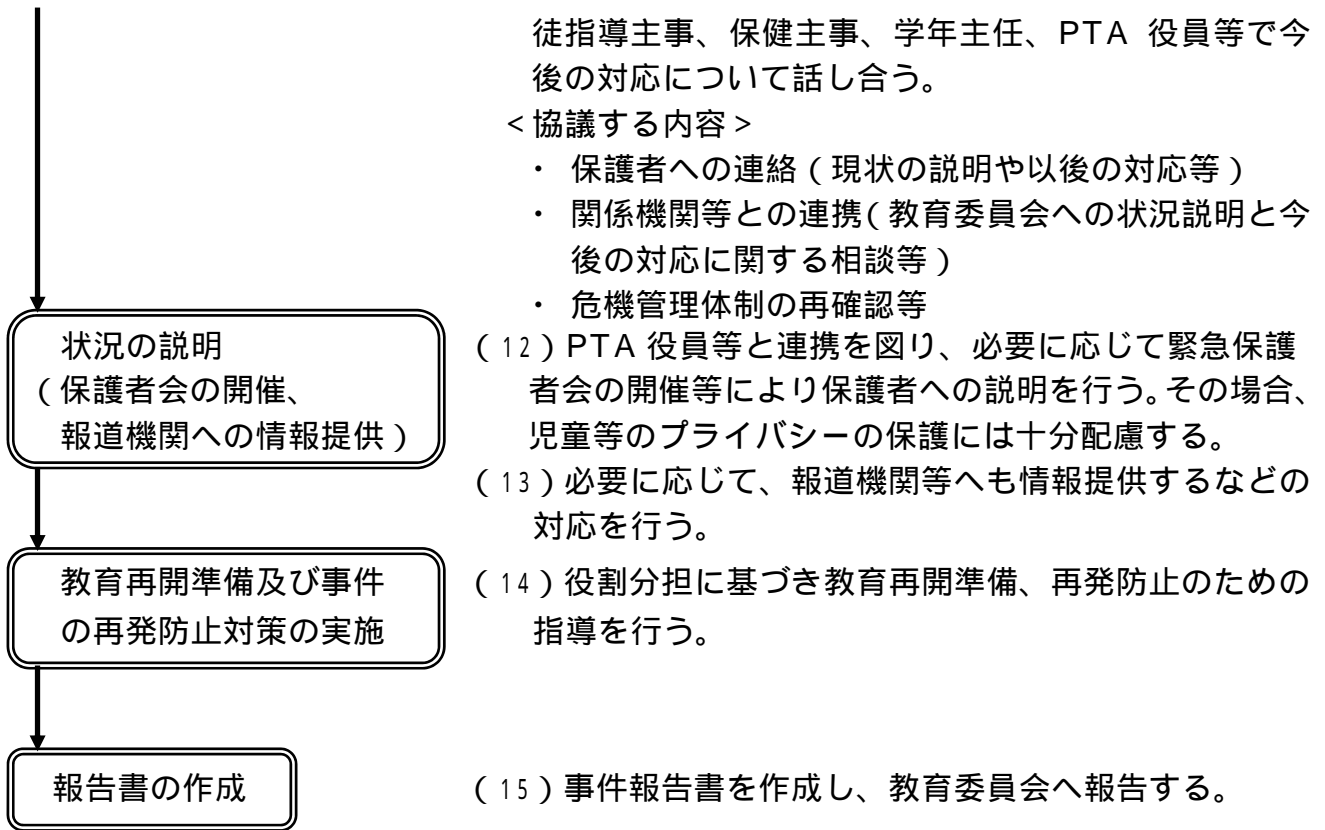 徒指導主事、保健主事、学年主任、PTA 役員等で今
後の対応について話し合う。
<協議する内容>
・ 保護者への連絡（現状の説明や以後の対応等）
・ 関係機関等との連携（教育委員会への状況説明と今
後の対応に関する相談等）
・ 危機管理体制の再確認等
状況の説明
（保護者会の開催、
報道機関への情報提供）
（12）PTA 役員等と連携を図り、必要に応じて緊急保護
者会の開催等により保護者への説明を行う。その場合、
児童等のプライバシーの保護には十分配慮する。
（13）必要に応じて、報道機関等へも情報提供するなどの
対応を行う。
教育再開準備及び事件
の再発防止対策の実施
（14）役割分担に基づき教育再開準備、再発防止のための
指導を行う。
報告書の作成
（15）事件報告書を作成し、教育委員会へ報告する。